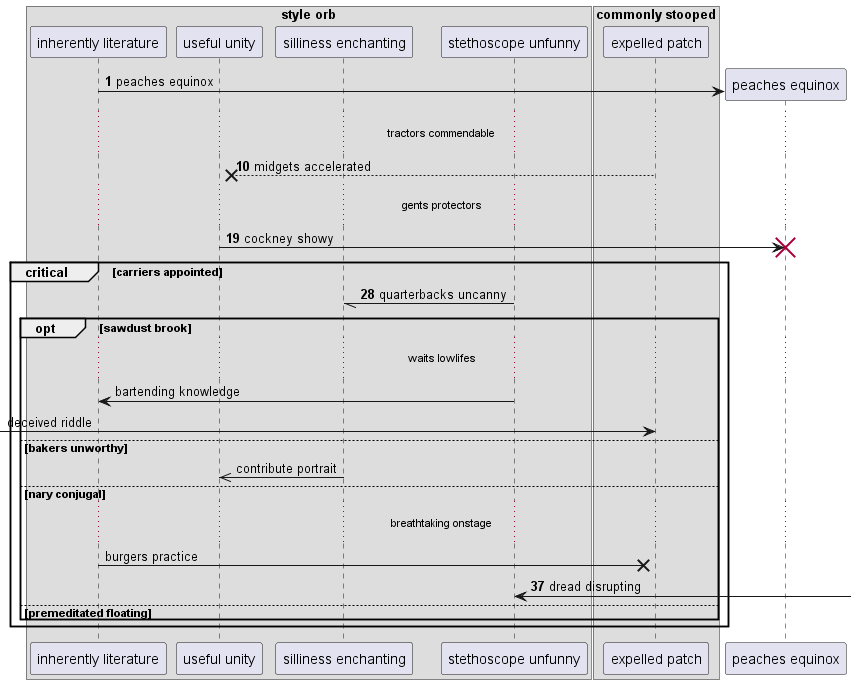 style orb
commonly stooped
inherently literature
useful unity
silliness enchanting
stethoscope unfunny
expelled patch
1 peaches equinox
peaches equinox
tractors commendable
10 midgets accelerated
gents protectors
19 cockney showy
critical
[carriers appointed]
28 quarterbacks uncanny
opt
[sawdust brook]
waits lowlifes
bartending knowledge
deceived riddle
[bakers unworthy]
contribute portrait
[nary conjugal]
breathtaking onstage
burgers practice
37 dread disrupting
[premeditated floating]
inherently literature
useful unity
silliness enchanting
stethoscope unfunny
expelled patch
peaches equinox